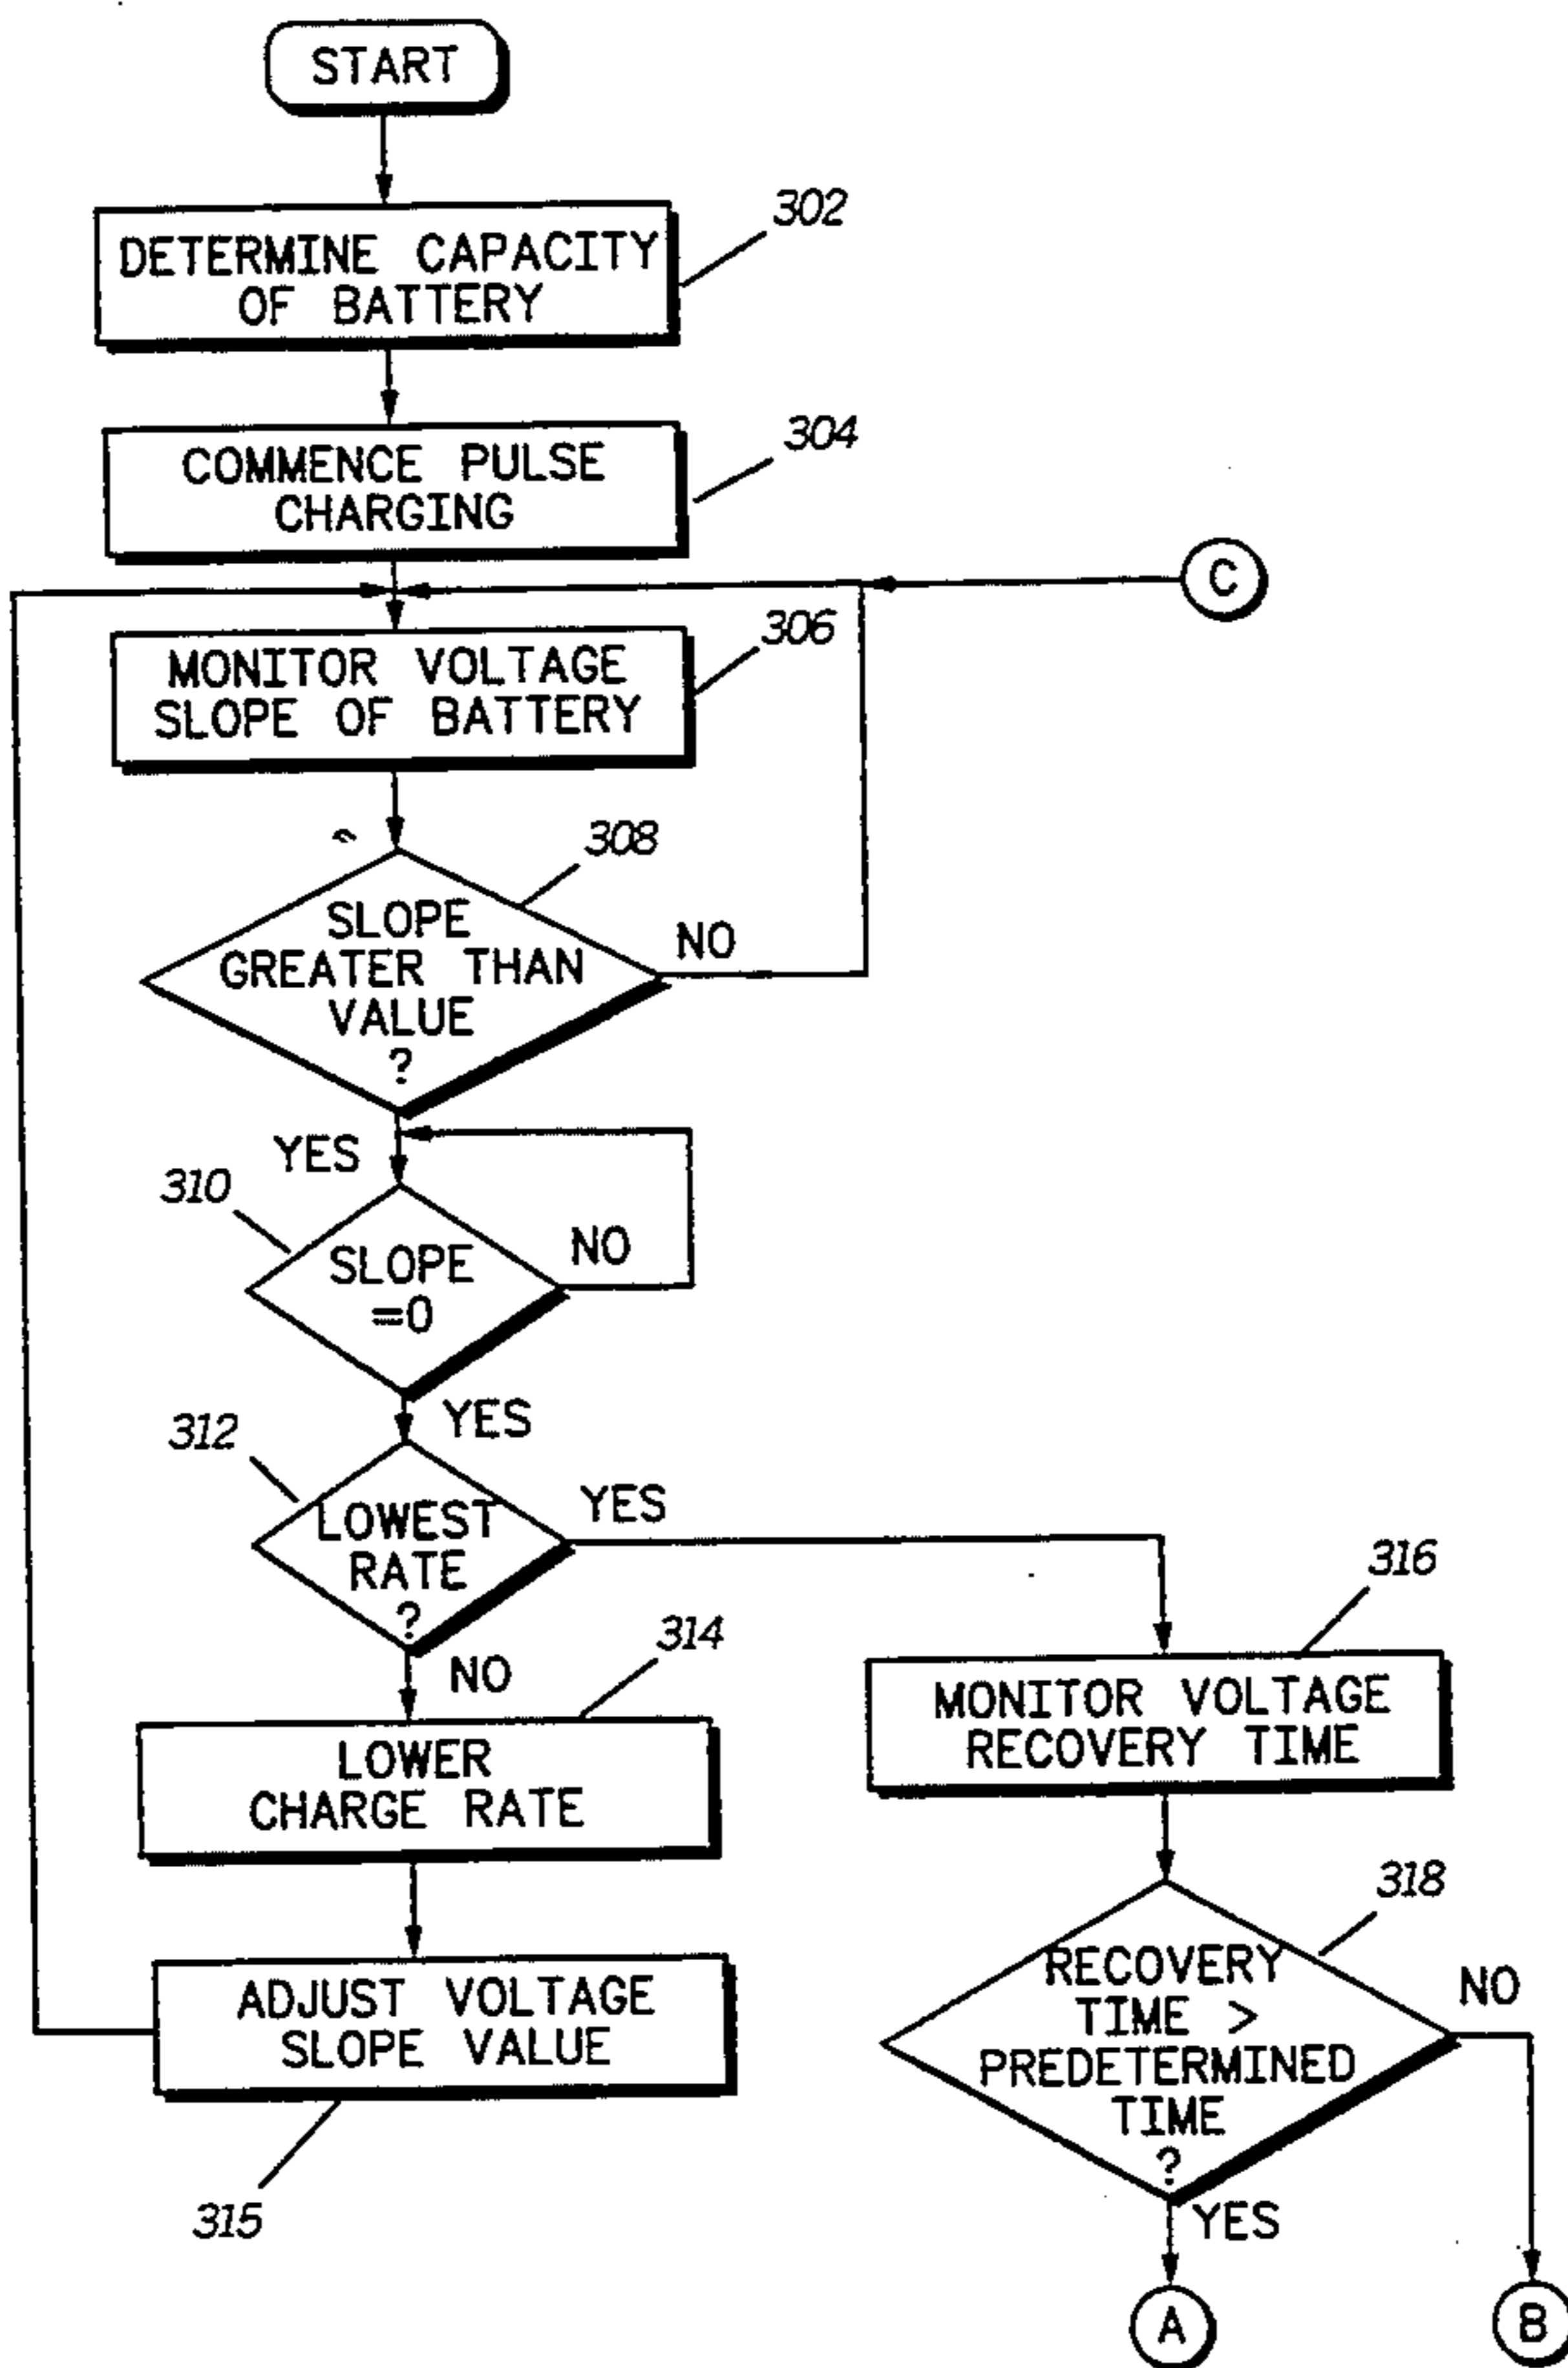 START
302
DETERMINE CAPACITY
OF BATTERY
304
COMMENCE PULSE
CHARGING
C
306
MONITOR VOLTAGE
SLOPE OF BATTERY
308
SLOPE
GREATER THAN
VALUE
?
NO
YES
310
SLOPE
=0
NO
YES
312
LOWEST
RATE
?
YES
NO
314
LOWER
CHARGE RATE
ADJUST VOLTAGE
SLOPE VALUE
315
316
MONITOR VOLTAGE
RECOVERY TIME
318
RECOVERY
TIME >
PREDETERMINED
TIME
?
NO
YES
A
B